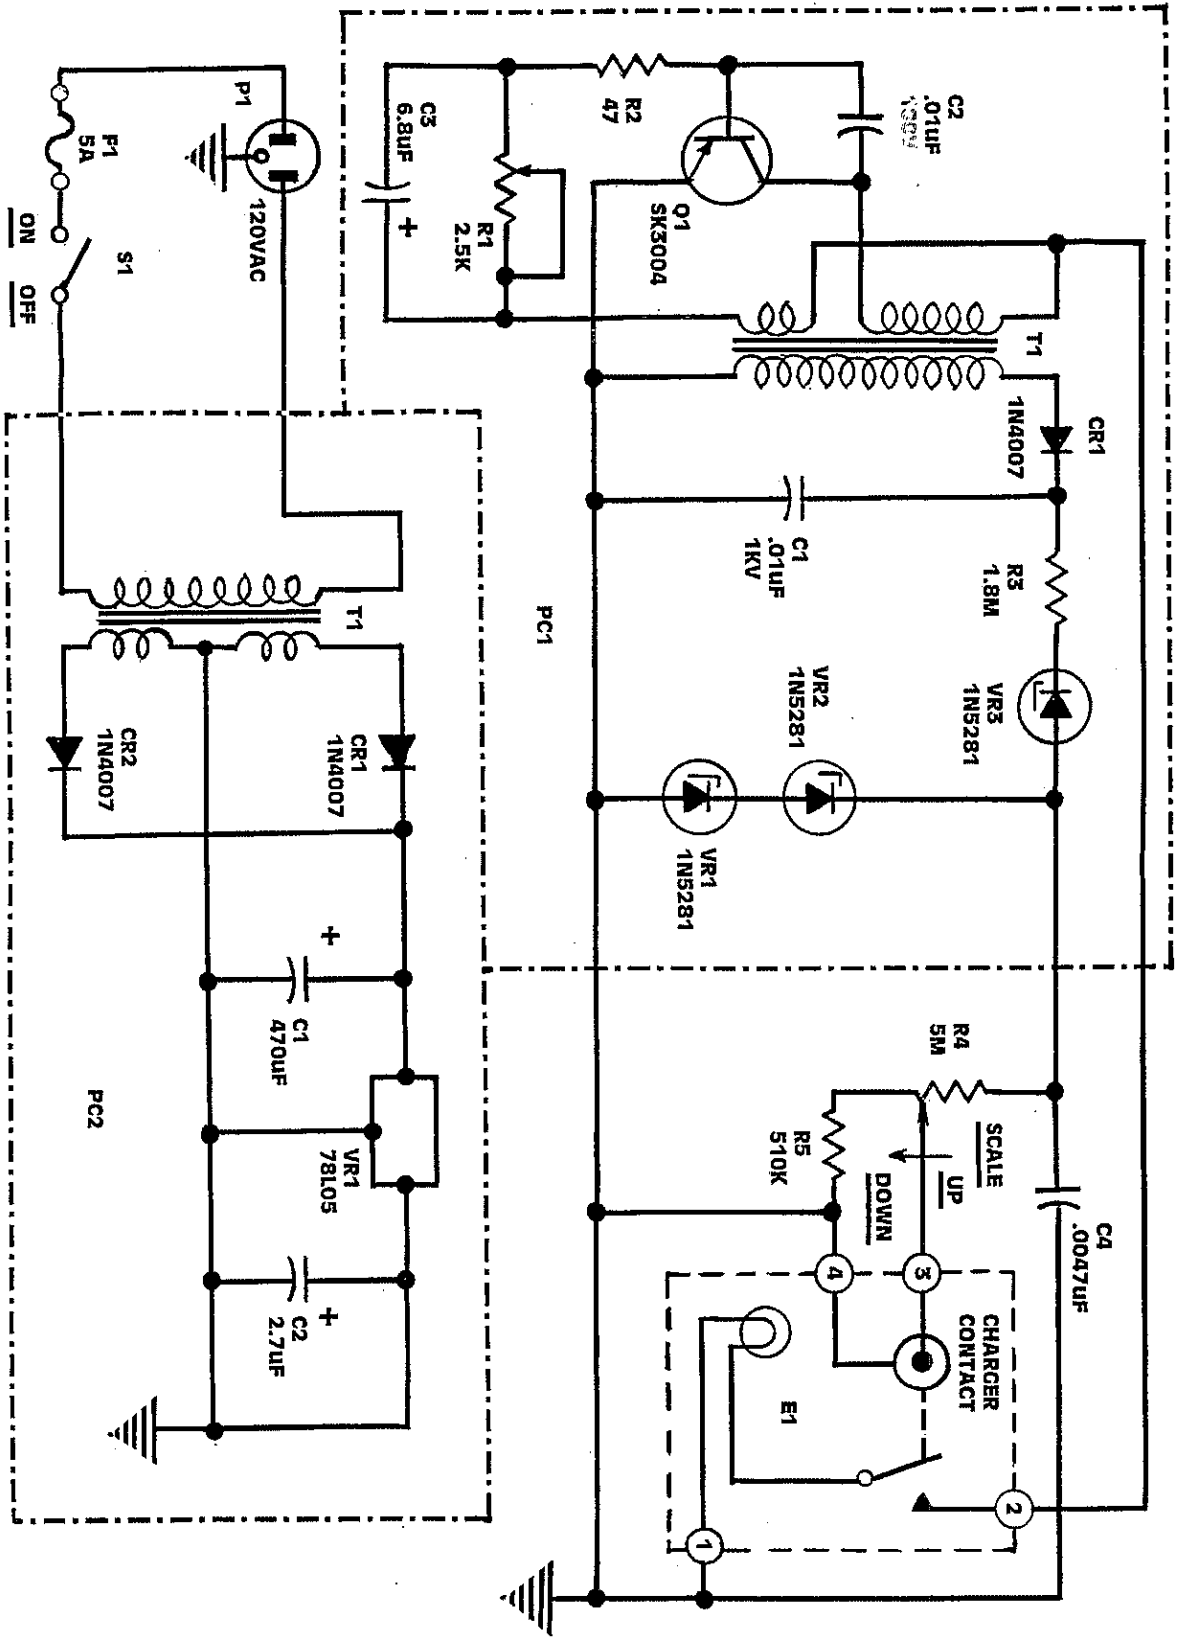 C2
.01uF
R2
47
C3
6.8uF
Q1
SK3004
R1
2.5K
T1
CR1
1N4007
C1
.01uF
1KV
R3
1.8M
VR3
1N5281
VR2
1N5281
VR1
1N5281
PC1
R4
5M
R5
510K
SCALE
UP
DOWN
C4
.0047uF
4
3
CHARGER
CONTACT
E1
2
1
P1
F1
5A
120VAC
S1
ON
OFF
T1
CR1
1N4007
CR2
1N4007
+
+
C1
470uF
VR1
78L05
+
C2
2.7uF
PC2